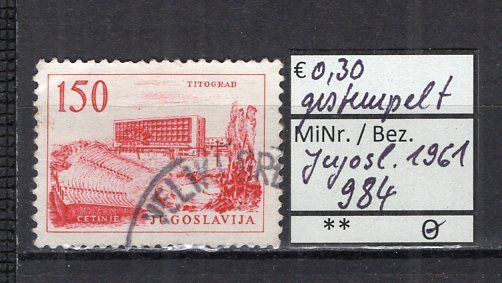 150
TITOGRAD
CETINJE
JUGOSLAVIJA
€ 0,30
gestempelt
MiNr. / Bez.
Jugosl. 1961
984
**